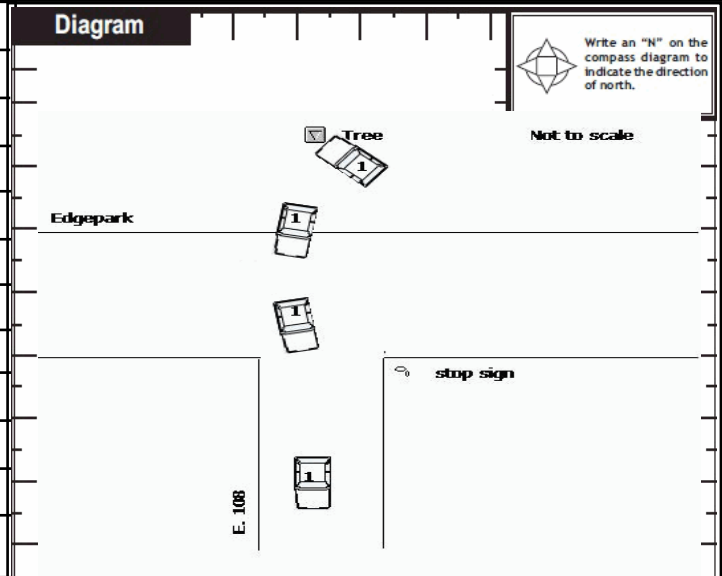 Diagram
Write an “N” on the
compass diagram to
indicate the direction
of north.
Tree
Not to scale
1
Edgepark
1
1
stop sign
1
E. 108